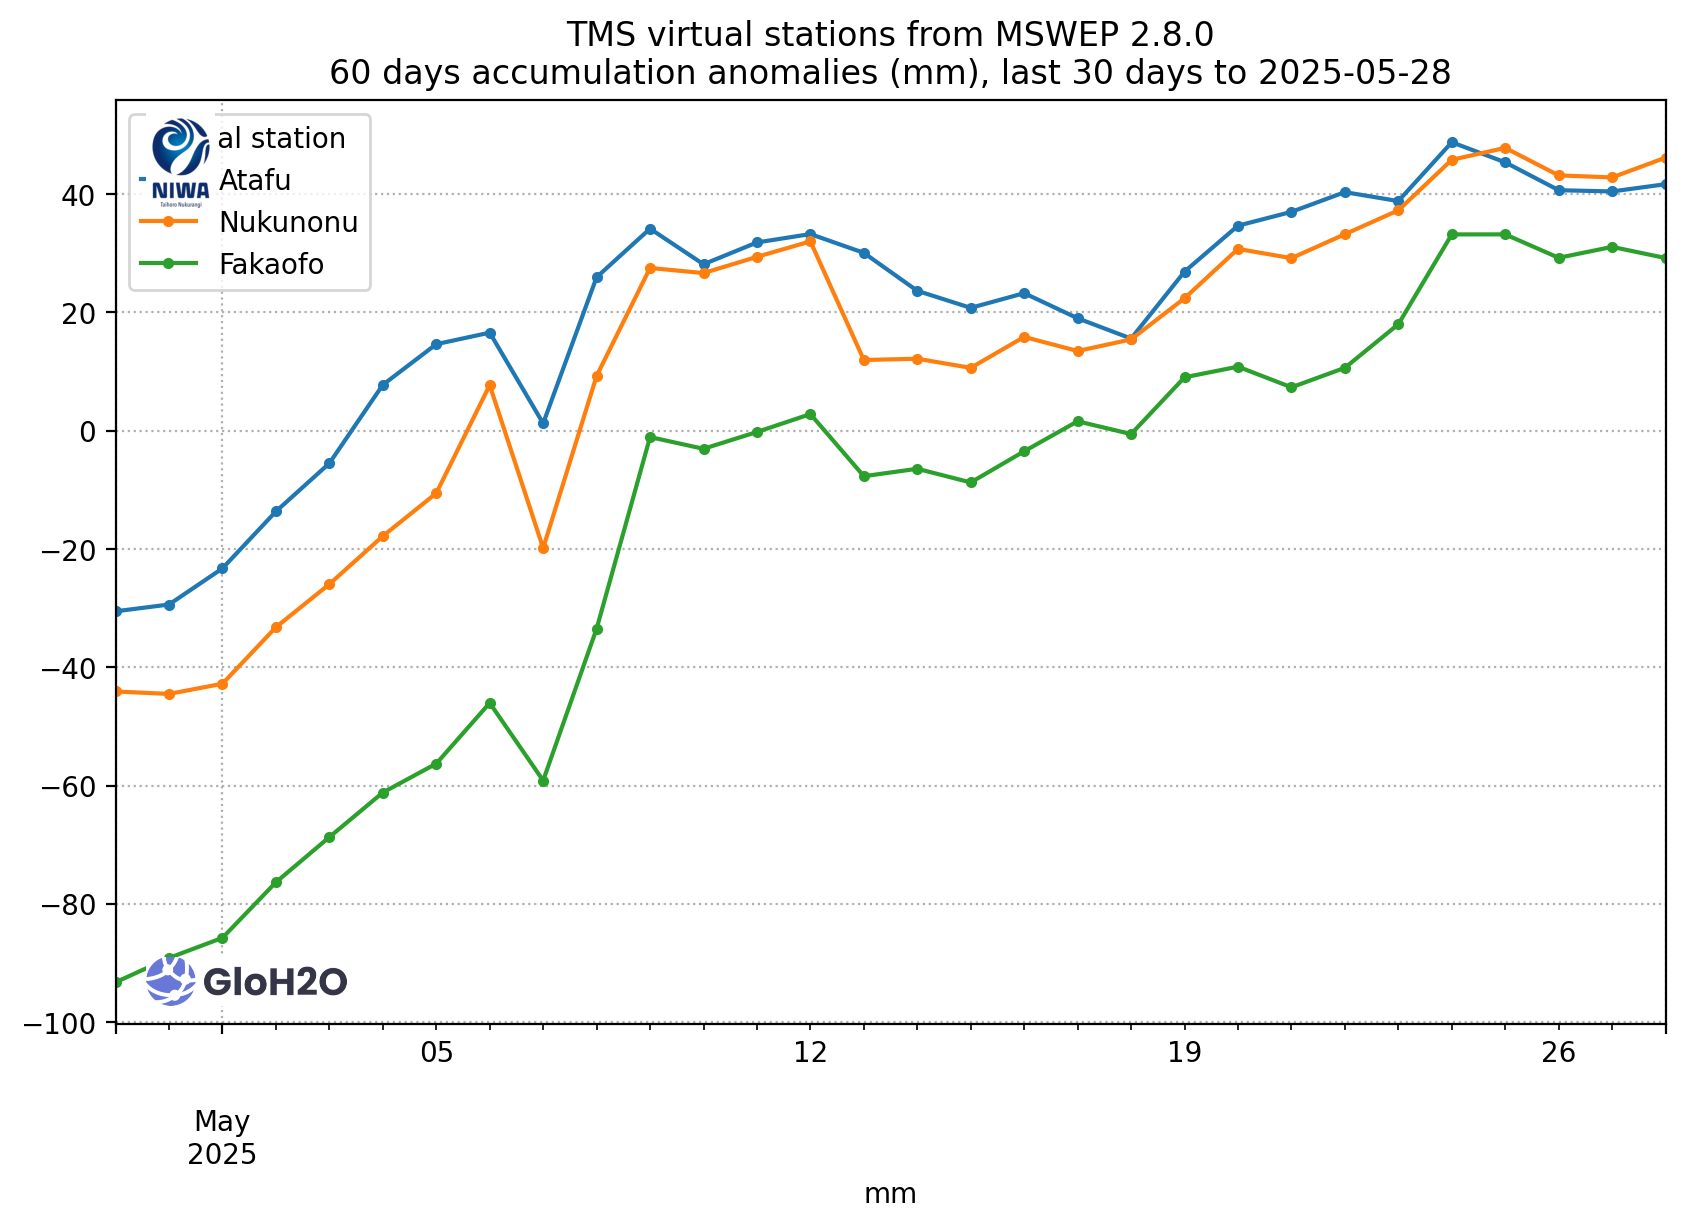 TMS virtual stations from MSWEP 2.8.0
60 days accumulation anomalies (mm), last 30 days to 2025-05-28
al station
NIWA
Taihoro Nukurangi
Atafu
Nukunonu
Fakaofo
40
20
0
−20
−40
−60
−80
−100
GloH2O
05
12
19
26
May
2025
mm